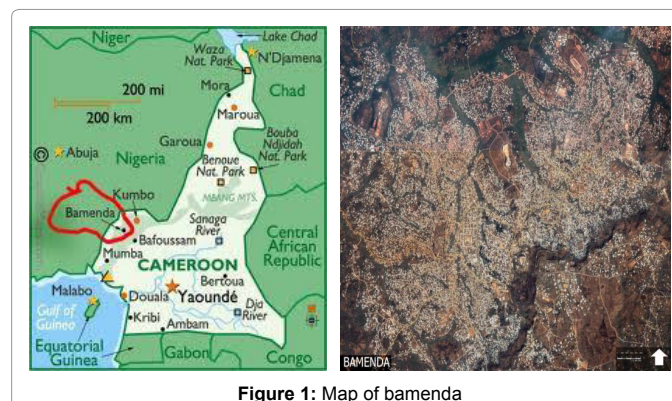 Niger
Lake Chad
Waza
Nat. Park
N'Djamena
Mora
Chad
200 mi
200 km
Maroua
Garoua
Bouba
Ndjidah
Nat. Park
Abuja
Nigeria
Benoue
Nat. Park
MBANG MTS.
Kumbo
Bamenda
Sanaga
River
Central
African
Republic
Bafoussam
Mumba
CAMEROON
Bertoua
Malabo
Douala
Yaoundé
Dja
River
Gulf of
Guinea
Kribi
Ambam
Equatorial
Guinea
Gabon
Congo
BAMENDA
Figure 1: Map of bamenda